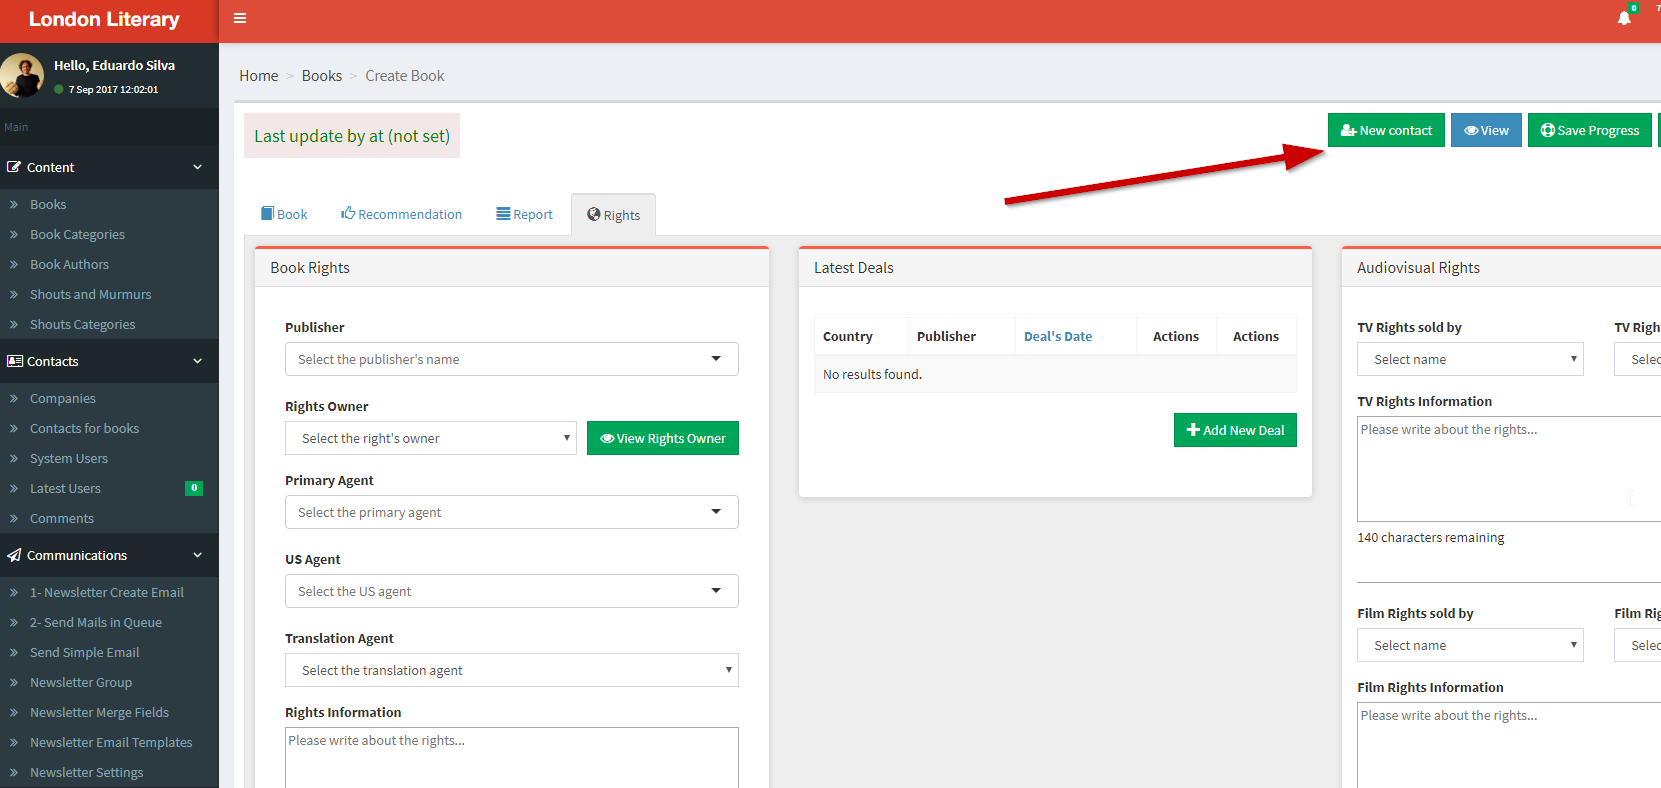 London Literary
0
7
Hello, Eduardo Silva
7 Sep 2017 12:02:01
Home > Books > Create Book
Main
Last update by at (not set)
New contact
View
Save Progress
Content
Books
Book Categories
Book Authors
Shouts and Murmurs
Shouts Categories
Contacts
Companies
Contacts for books
System Users
Latest Users 0
Comments
Communications
1- Newsletter Create Email
2- Send Mails in Queue
Send Simple Email
Newsletter Group
Newsletter Merge Fields
Newsletter Email Templates
Newsletter Settings
Book
Recommendation
Report
Rights
Book Rights
Publisher
Select the publisher's name
Rights Owner
Select the right's owner
View Rights Owner
Primary Agent
Select the primary agent
US Agent
Select the US agent
Translation Agent
Select the translation agent
Rights Information
Please write about the rights...
Latest Deals
Country Publisher Deal's Date Actions Actions
No results found.
Add New Deal
Audiovisual Rights
TV Rights sold by TV Righ
Select name Selec
TV Rights Information
Please write about the rights...
140 characters remaining
Film Rights sold by Film Rig
Select name Selec
Film Rights Information
Please write about the rights...